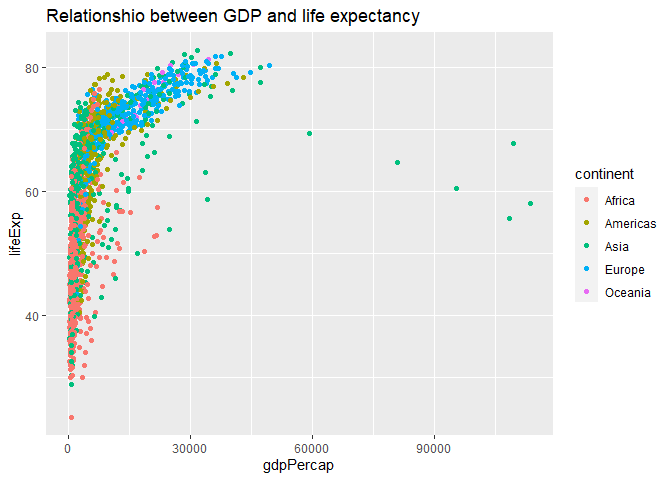 Relationshio between GDP and life expectancy
80
60
40
lifeExp
0 30000 60000 90000
gdpPercap
continent
Africa
Americas
Asia
Europe
Oceania